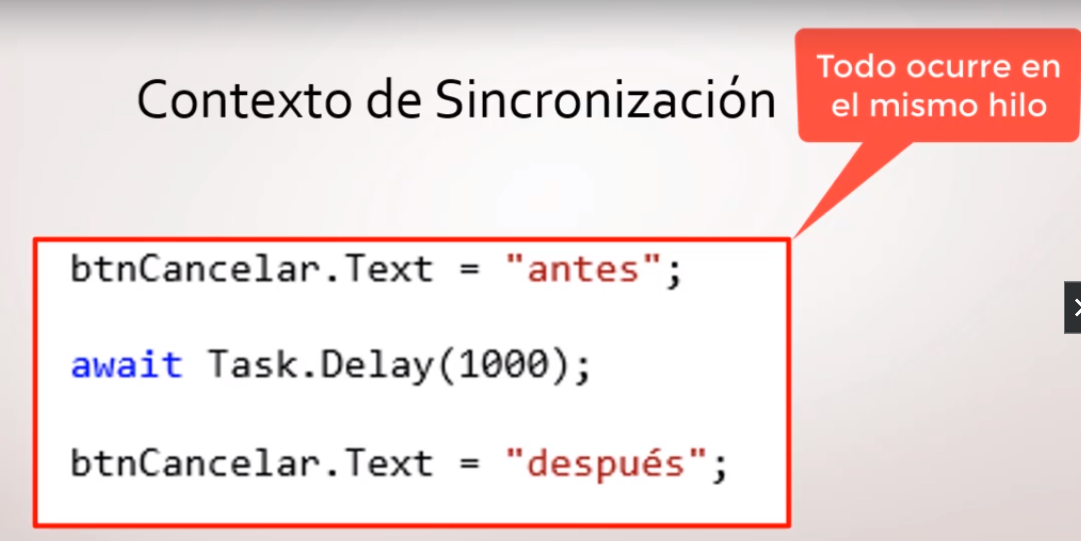 Todo ocurre en
el mismo hilo
Contexto de Sincronización
btnCancelar.Text = "antes";
await Task.Delay(1000);
btnCancelar.Text = "después";